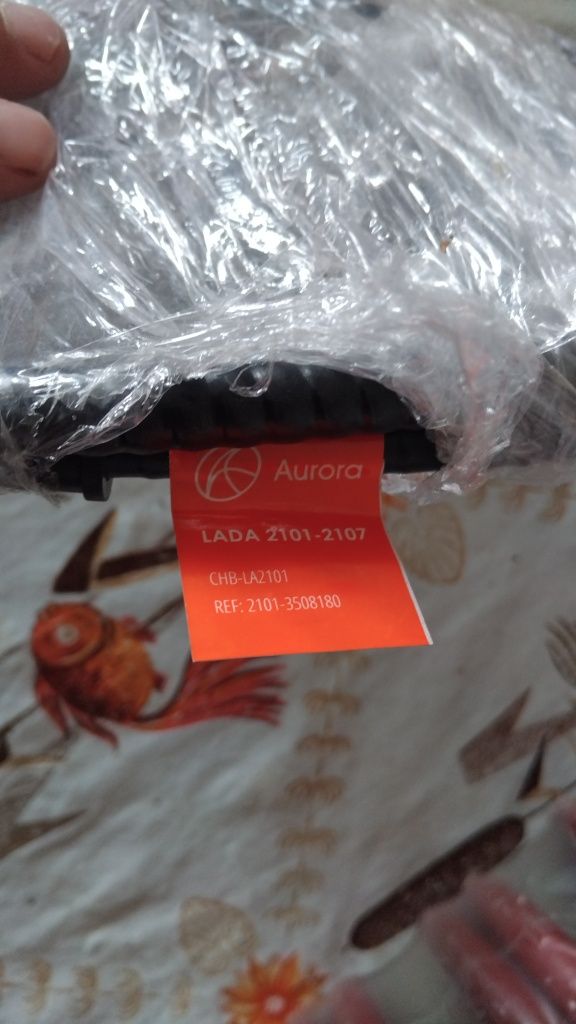 Aurora
LADA 2101-2107
CHB-LA2101
REF: 2101-3508180